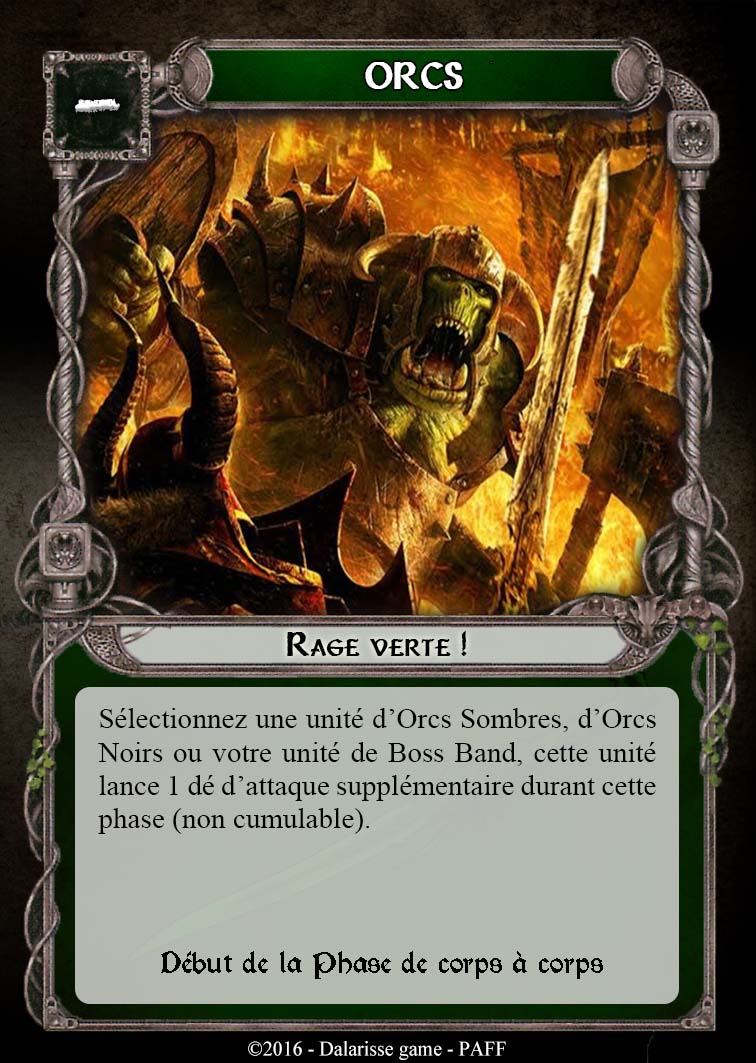 ORCS
RAGE VERTE !
Sélectionnez une unité d’Orcs Sombres, d’Orcs
Noirs ou votre unité de Boss Band, cette unité
lance 1 dé d’attaque supplémentaire durant cette
phase (non cumulable).
Début de la Phase de corps à corps
©2016 - Dalarisse game - PAFF